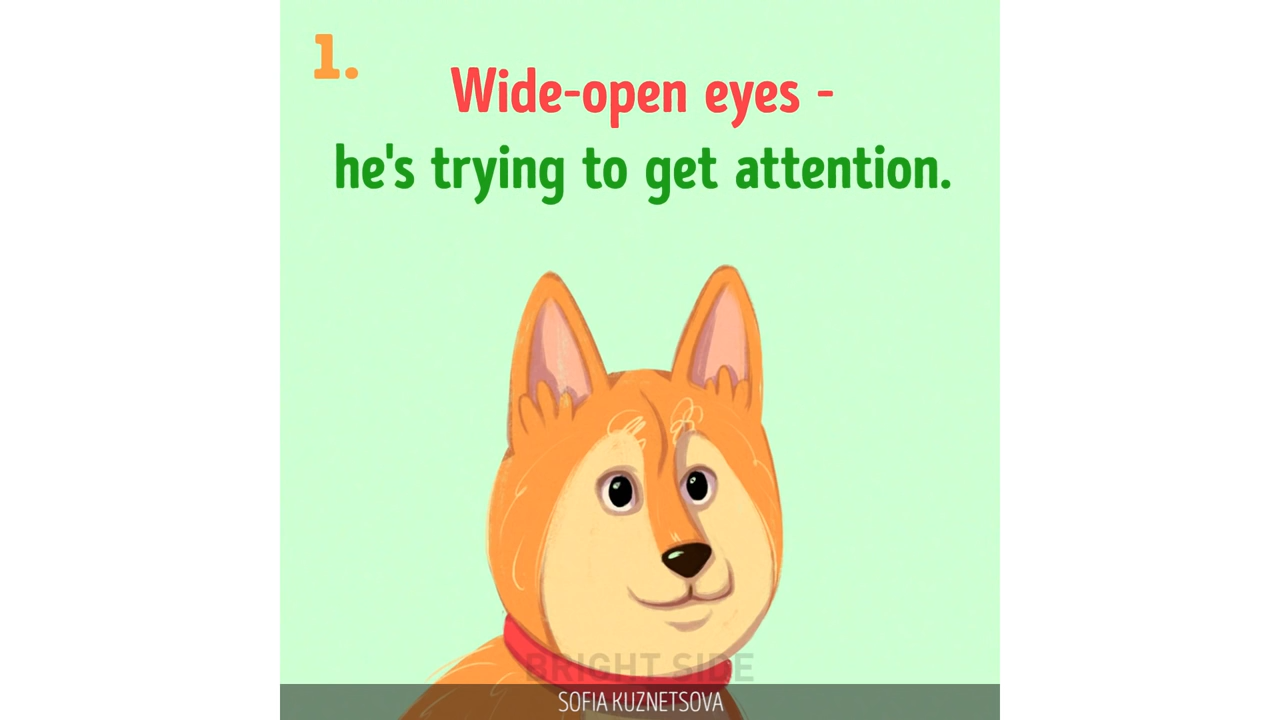 1.
Wide-open eyes -
he's trying to get attention.
BRIGHT SIDE
SOFIA KUZNETSOVA